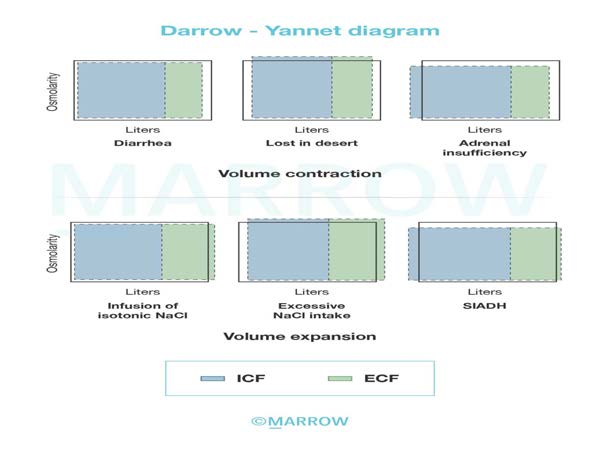 Darrow - Yannet diagram
Osmolarity
Liters
Liters
Liters
Diarrhea
Lost in desert
Adrenal
insufficiency
Volume contraction
MARROW
Osmolarity
Liters
Liters
Liters
Infusion of
isotonic NaCl
Excessive
NaCl intake
SIADH
Volume expansion
ICF
ECF
©MARROW